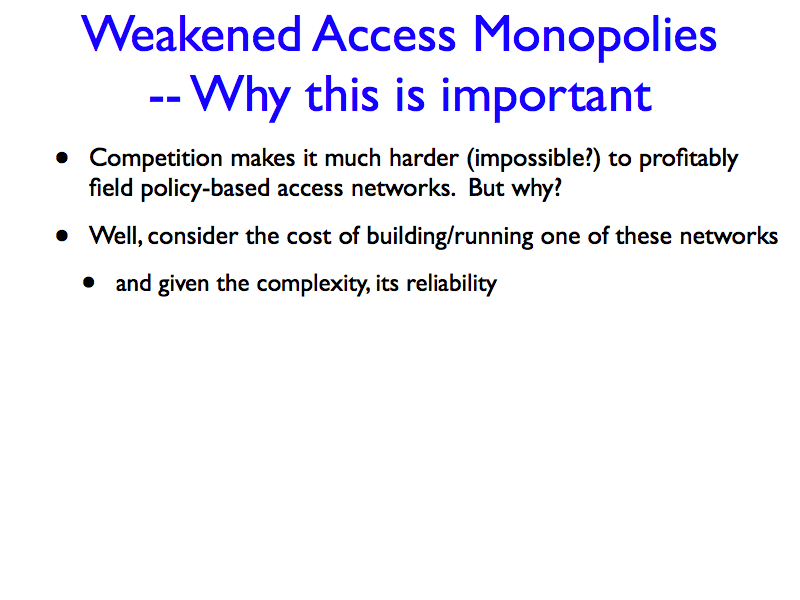 Weakened Access Monopolies
-- Why this is important
• Competition makes it much harder (impossible?) to profitably
field policy-based access networks.  But why?
• Well, consider the cost of building/running one of these networks
• and given the complexity, its reliability